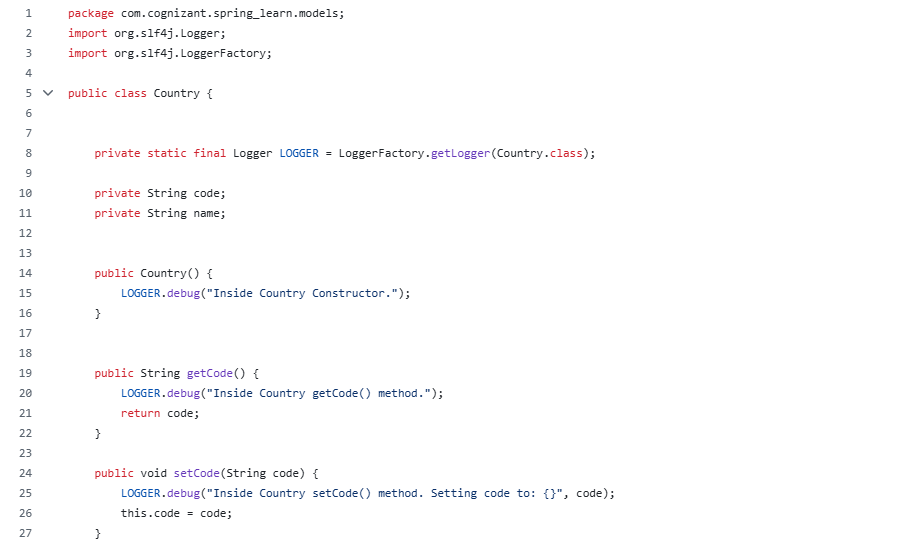 1 package com.cognizant.spring_learn.models;
2 import org.slf4j.Logger;
3 import org.slf4j.LoggerFactory;
4
5 public class Country {
6
7
8     private static final Logger LOGGER = LoggerFactory.getLogger(Country.class);
9
10     private String code;
11     private String name;
12
13
14     public Country() {
15         LOGGER.debug("Inside Country Constructor.");
16     }
17
18
19     public String getCode() {
20         LOGGER.debug("Inside Country getCode() method.");
21         return code;
22     }
23
24     public void setCode(String code) {
25         LOGGER.debug("Inside Country setCode() method. Setting code to: {}", code);
26         this.code = code;
27     }